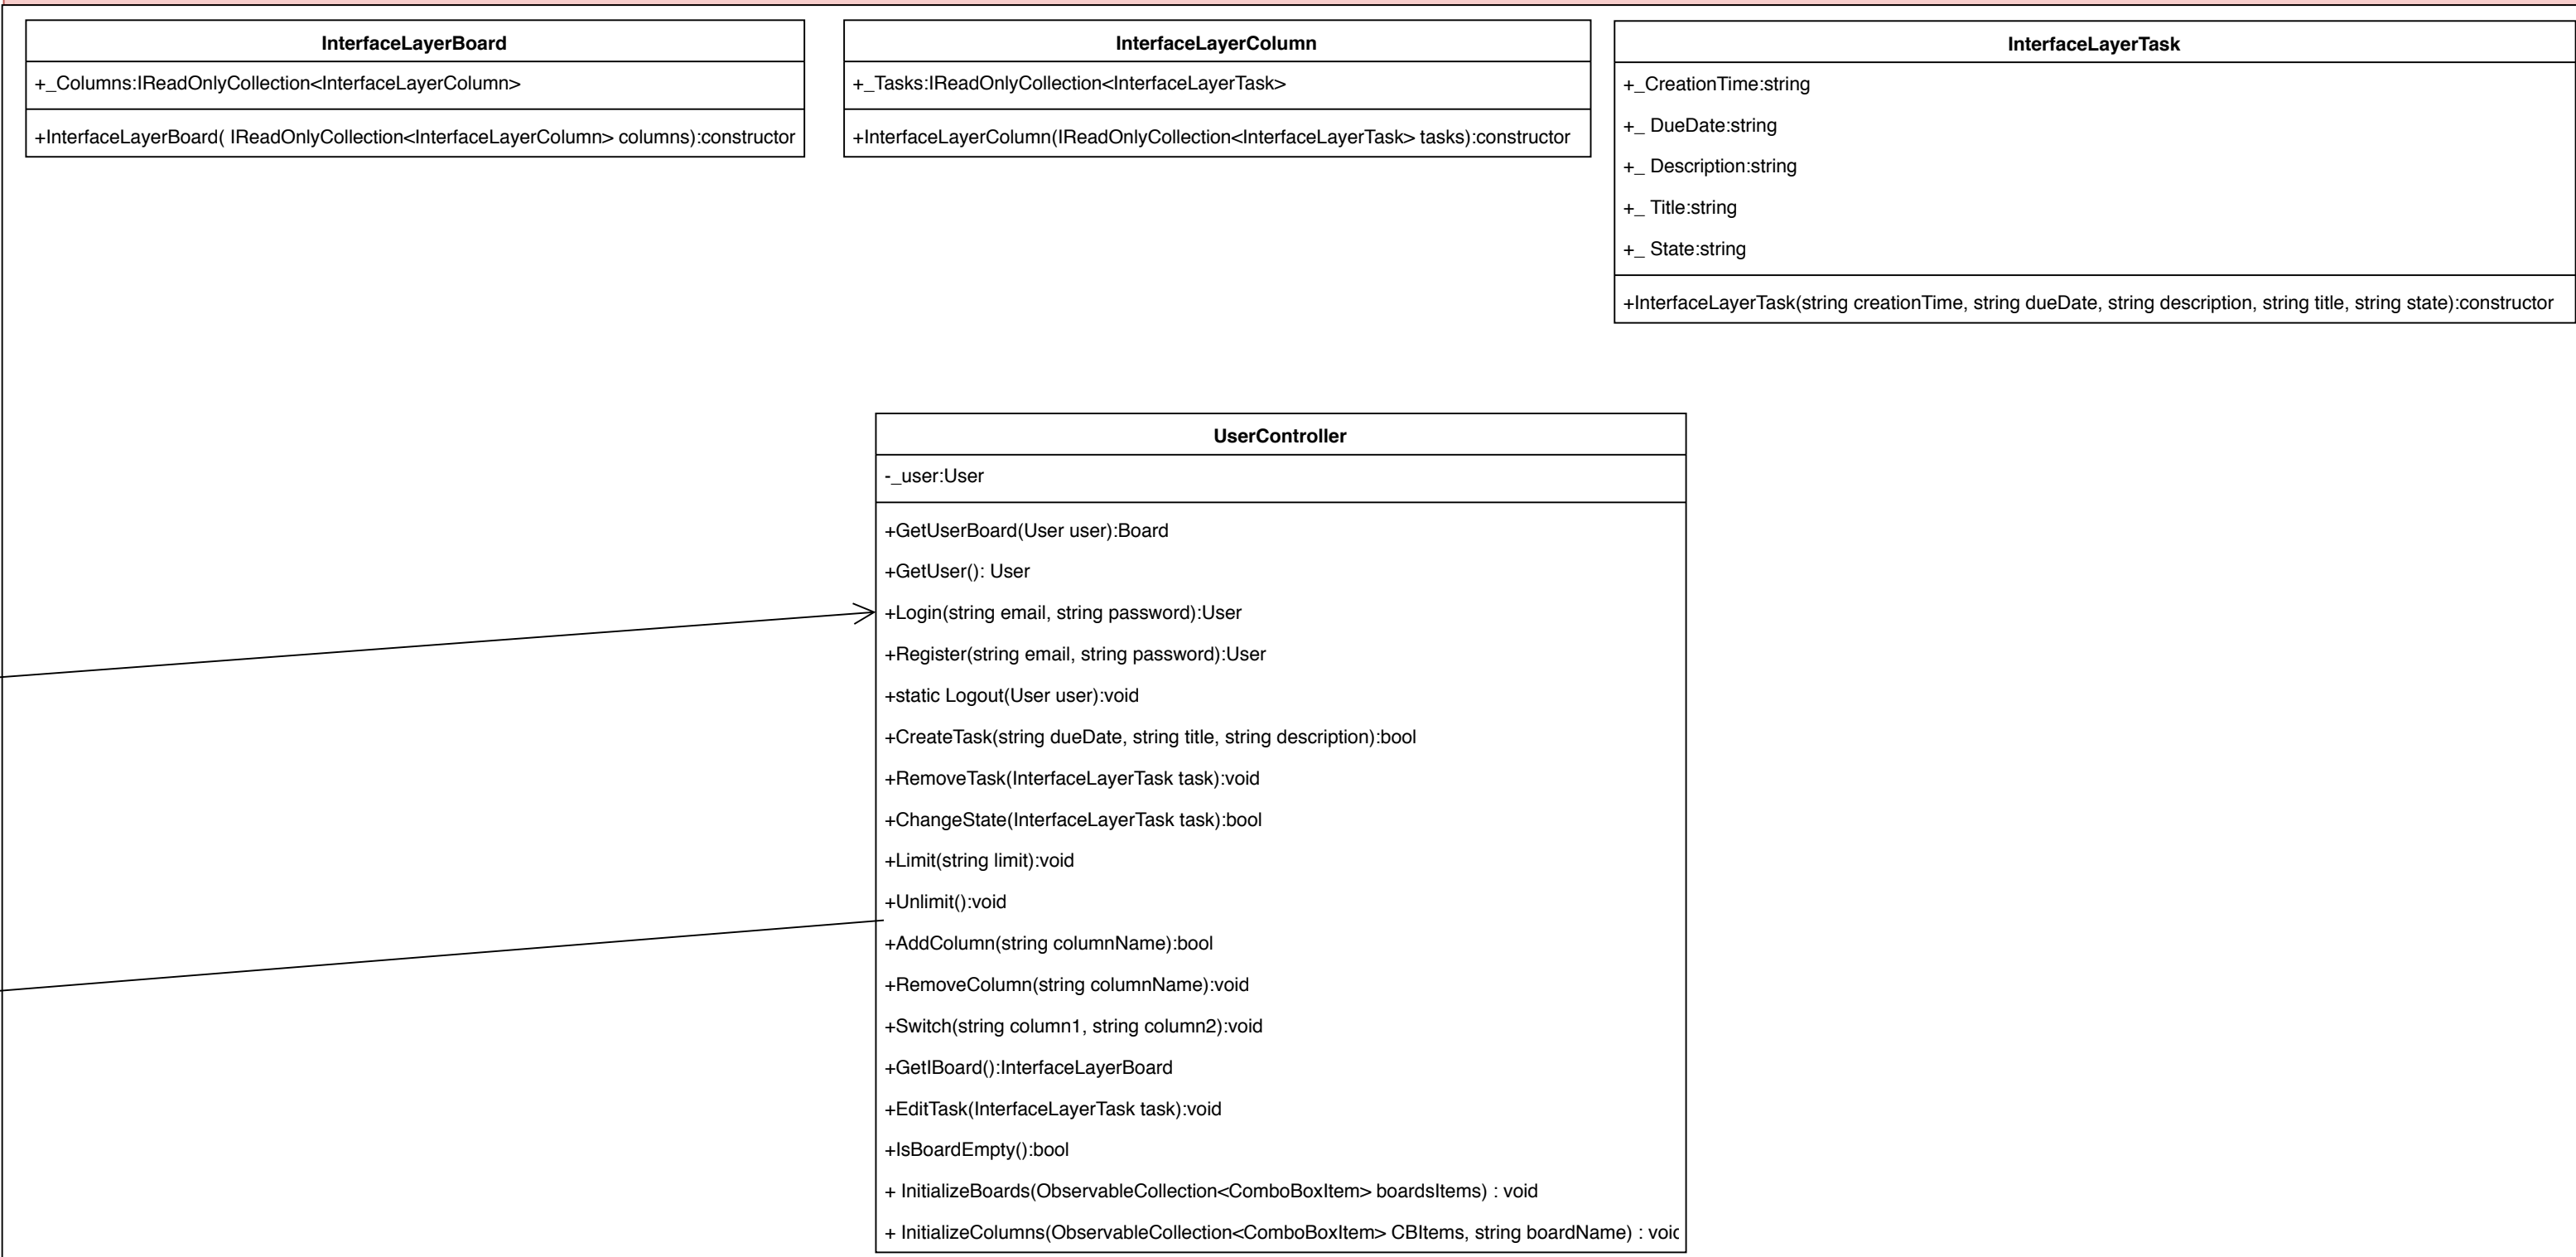 InterfaceLayerBoard
+_Columns:IReadOnlyCollection<InterfaceLayerColumn>
+InterfaceLayerBoard( IReadOnlyCollection<InterfaceLayerColumn> columns):constructor
InterfaceLayerColumn
+_Tasks:IReadOnlyCollection<InterfaceLayerTask>
+InterfaceLayerColumn(IReadOnlyCollection<InterfaceLayerTask> tasks):constructor
InterfaceLayerTask
+_CreationTime:string
+_ DueDate:string
+_ Description:string
+_ Title:string
+_ State:string
+InterfaceLayerTask(string creationTime, string dueDate, string description, string title, string state):constructor
UserController
-_user:User
+GetUserBoard(User user):Board
+GetUser(): User
+Login(string email, string password):User
+Register(string email, string password):User
+static Logout(User user):void
+CreateTask(string dueDate, string title, string description):bool
+RemoveTask(InterfaceLayerTask task):void
+ChangeState(InterfaceLayerTask task):bool
+Limit(string limit):void
+Unlimit():void
+AddColumn(string columnName):bool
+RemoveColumn(string columnName):void
+Switch(string column1, string column2):void
+GetIBoard():InterfaceLayerBoard
+EditTask(InterfaceLayerTask task):void
+IsBoardEmpty():bool
+ InitializeBoards(ObservableCollection<ComboBoxItem> boardsItems) : void
+ InitializeColumns(ObservableCollection<ComboBoxItem> CBItems, string boardName) : void